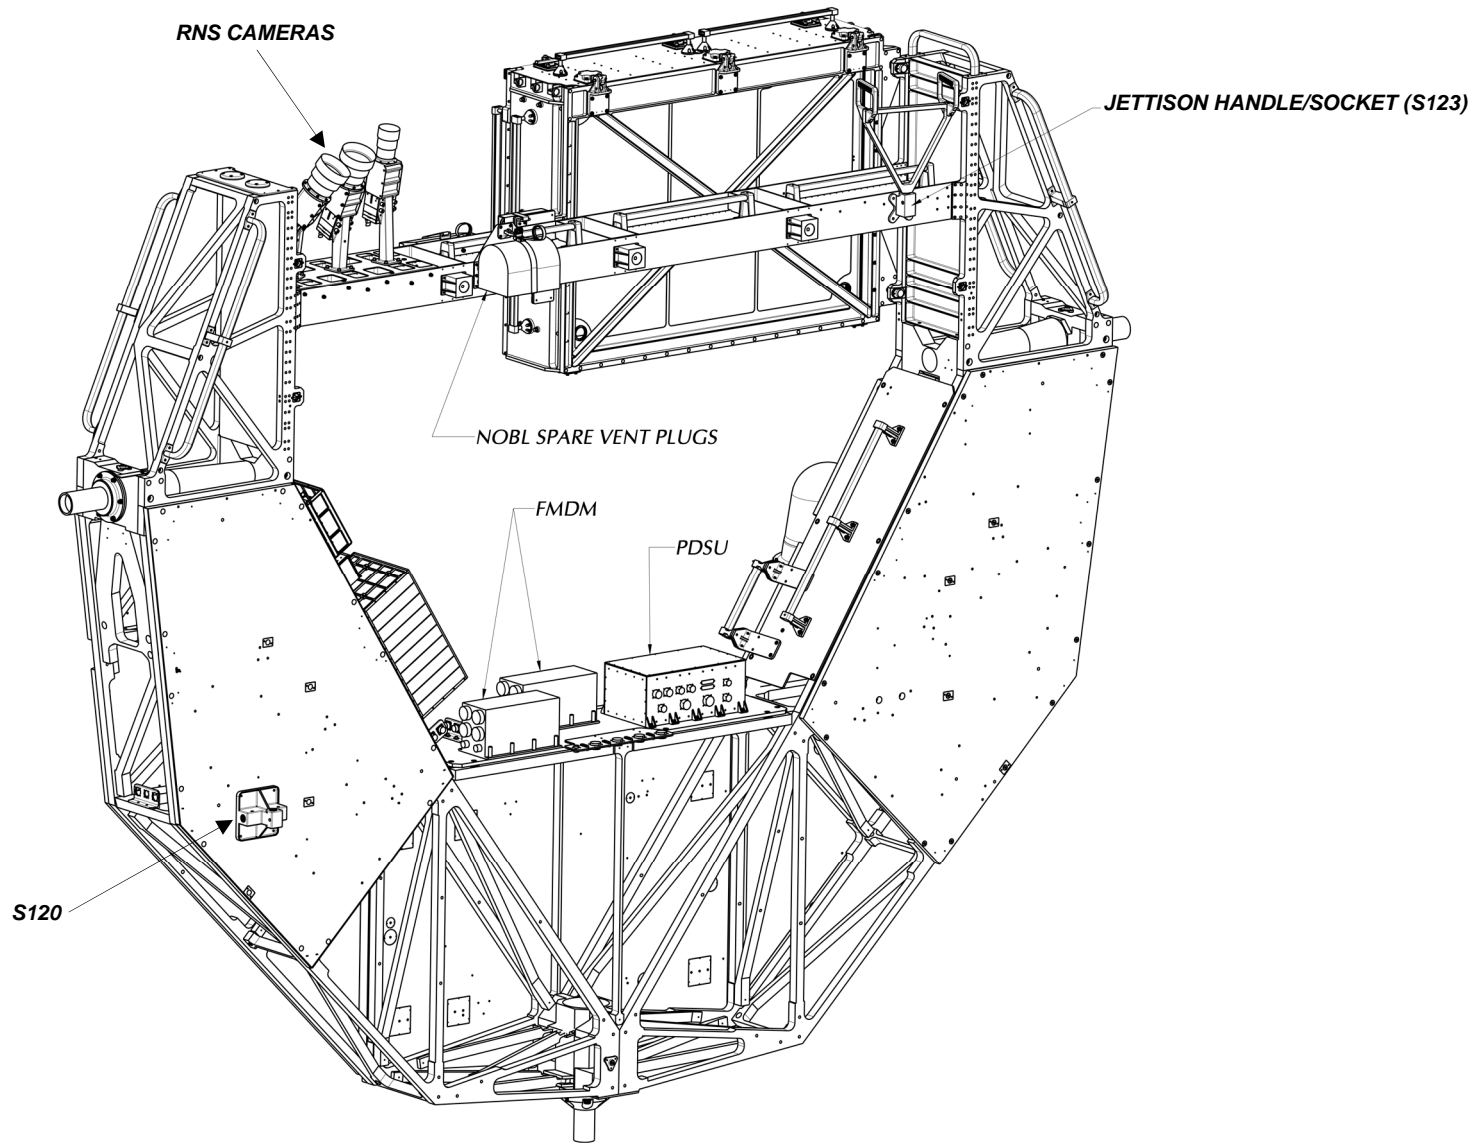 RNS CAMERAS
JETTISON HANDLE/SOCKET (S123)
NOBL SPARE VENT PLUGS
FMDM
PDSU
S120